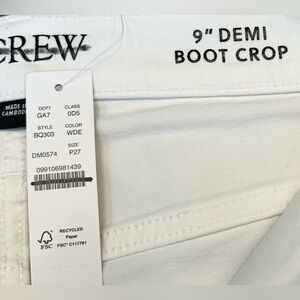 CREW
9" DEMI
BOOT CROP
MADE IN
CAMBODIA
DEPT CLASS
GA7 0D5
STYLE COLOR
BQ303 WDE
SIZE
DM0574 P27
099106981439
RECYCLED
Paper
FSC
FSC® C117781